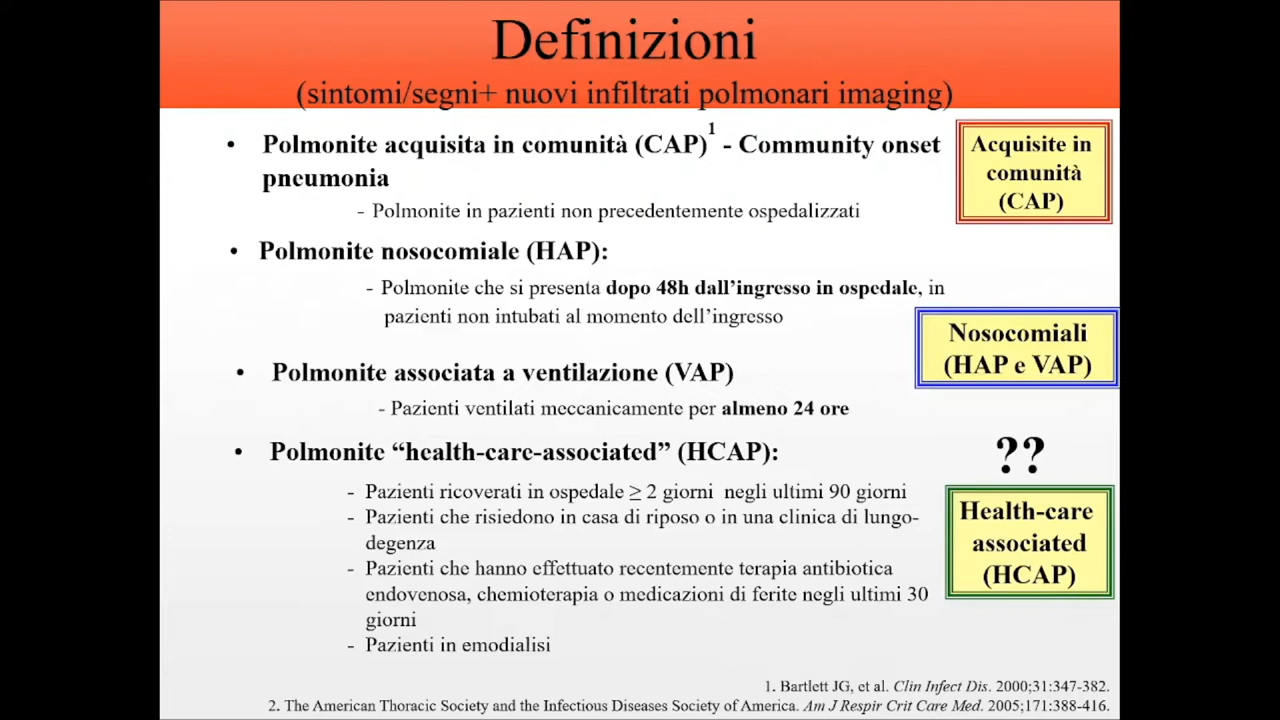 Definizioni
(sintomi/segni+ nuovi infiltrati polmonari imaging)
• Polmonite acquisita in comunità (CAP)1 - Community onset
pneumonia
- Polmonite in pazienti non precedentemente ospedalizzati
Acquisite in
comunità
(CAP)
• Polmonite nosocomiale (HAP):
- Polmonite che si presenta dopo 48h dall'ingresso in ospedale, in
pazienti non intubati al momento dell'ingresso
Nosocomiali
(HAP e VAP)
• Polmonite associata a ventilazione (VAP)
- Pazienti ventilati meccanicamente per almeno 24 ore
• Polmonite “health-care-associated” (HCAP):
- Pazienti ricoverati in ospedale ≥ 2 giorni negli ultimi 90 giorni
- Pazienti che risiedono in casa di riposo o in una clinica di lungo-
degenza
- Pazienti che hanno effettuato recentemente terapia antibiotica
endovenosa, chemioterapia o medicazioni di ferite negli ultimi 30
giorni
- Pazienti in emodialisi
??
Health-care
associated
(HCAP)
1. Bartlett JG, et al. Clin Infect Dis. 2000;31:347-382.
2. The American Thoracic Society and the Infectious Diseases Society of America. Am J Respir Crit Care Med. 2005;171:388-416.